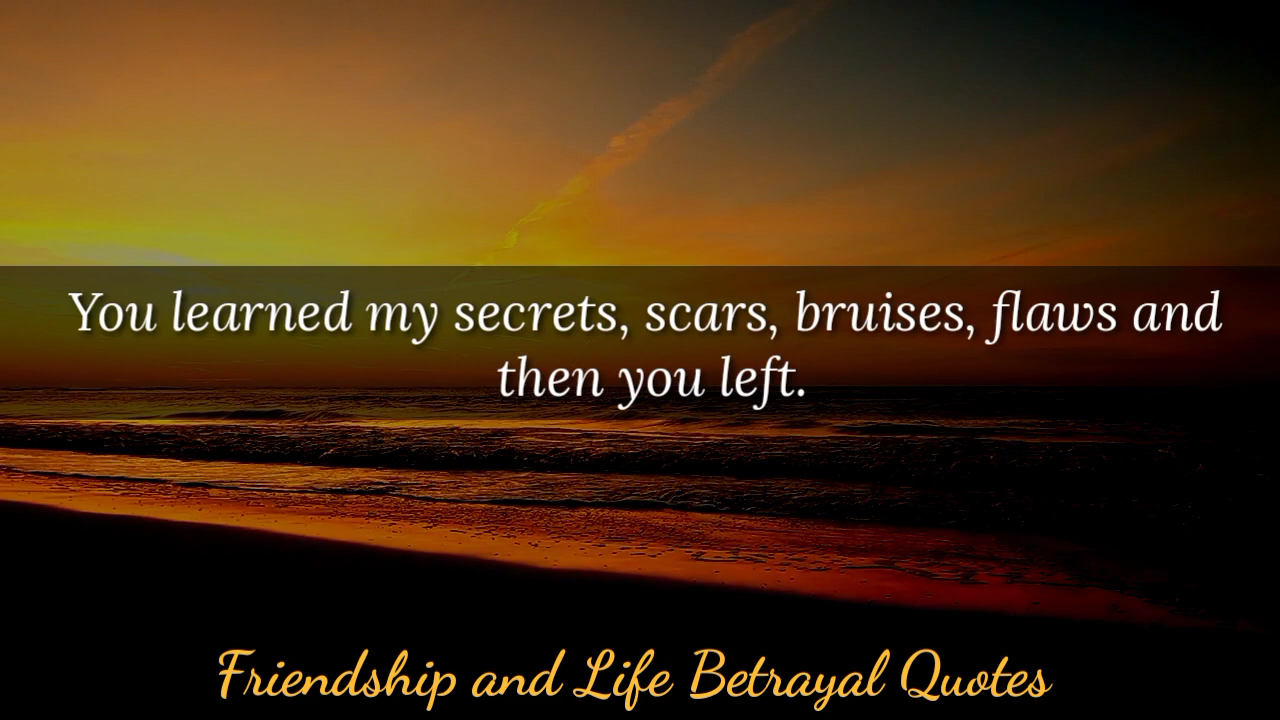 You learned my secrets, scars, bruises, flaws and
then you left.
Friendship and Life Betrayal Quotes